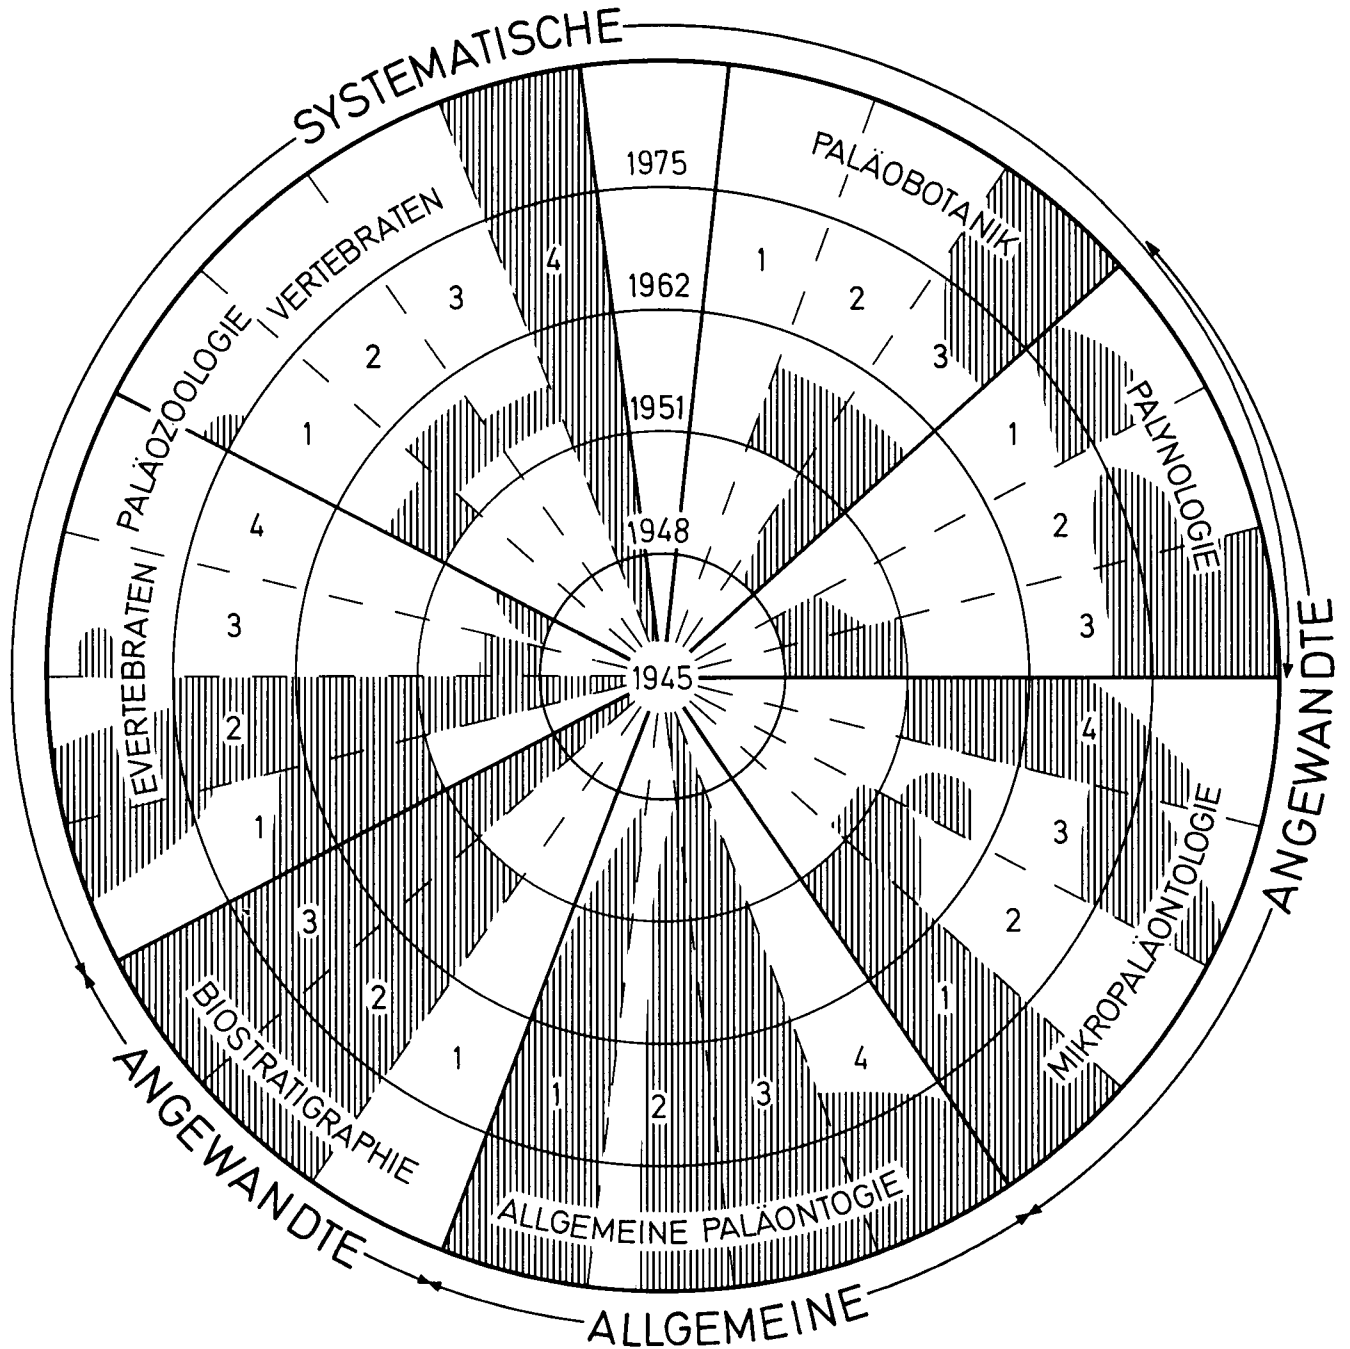 SYSTEMATISCHE
1975
1962
1951
1948
1945
PALÄOBOTANIK
1
2
3
PALYNOLOGIE
1
2
3
ANGEWANDTE
MIKROPALÄONTOLOGIE
4
3
2
1
ALLGEMEINE PALÄONTOGIE
1
2
3
4
ALLGEMEINE
BIOSTRATIGRAPHIE
3
2
1
ANGEWANDTE
EVERTEBRATEN
1
2
3
4
PALÄOZOOLOGIE
VERTEBRATEN
1
2
3
4